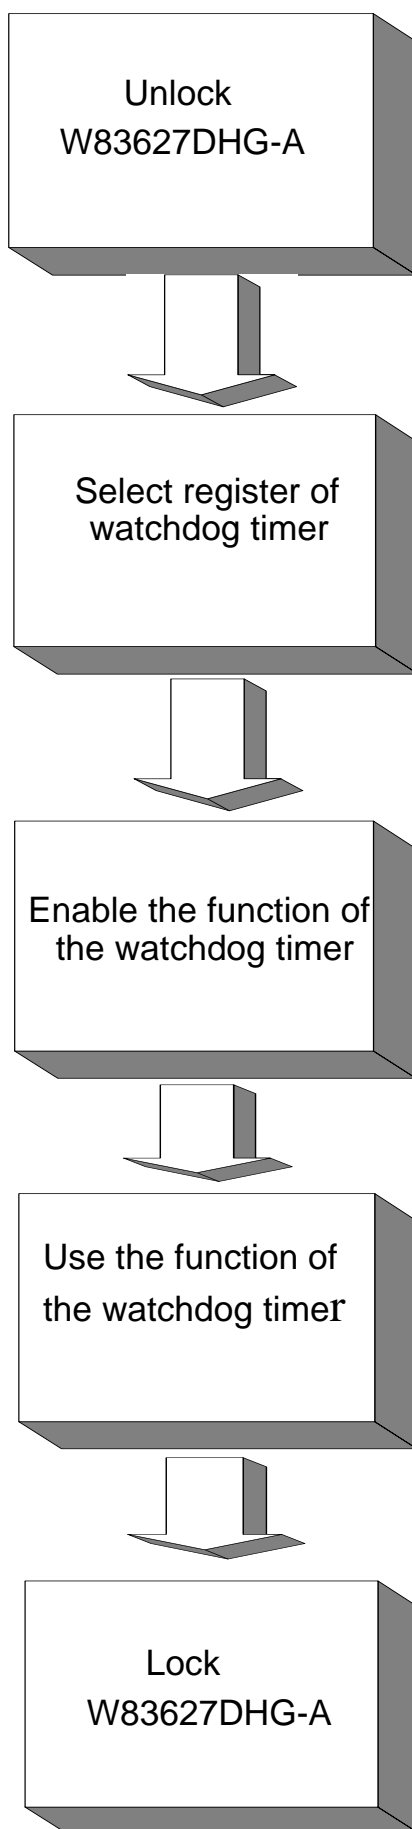 Unlock
W83627DHG-A
Select register of
watchdog timer
Enable the function of
the watchdog timer
Use the function of
the watchdog timer
Lock
W83627DHG-A